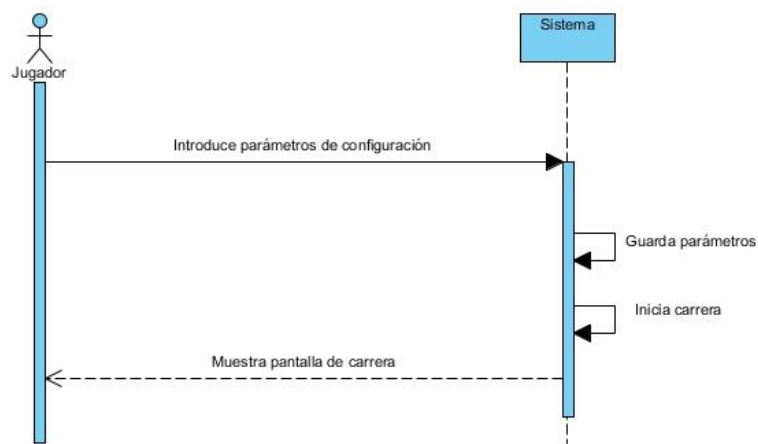 Sistema
Jugador
Introduce parámetros de configuración
Guarda parámetros
Inicia carrera
Muestra pantalla de carrera